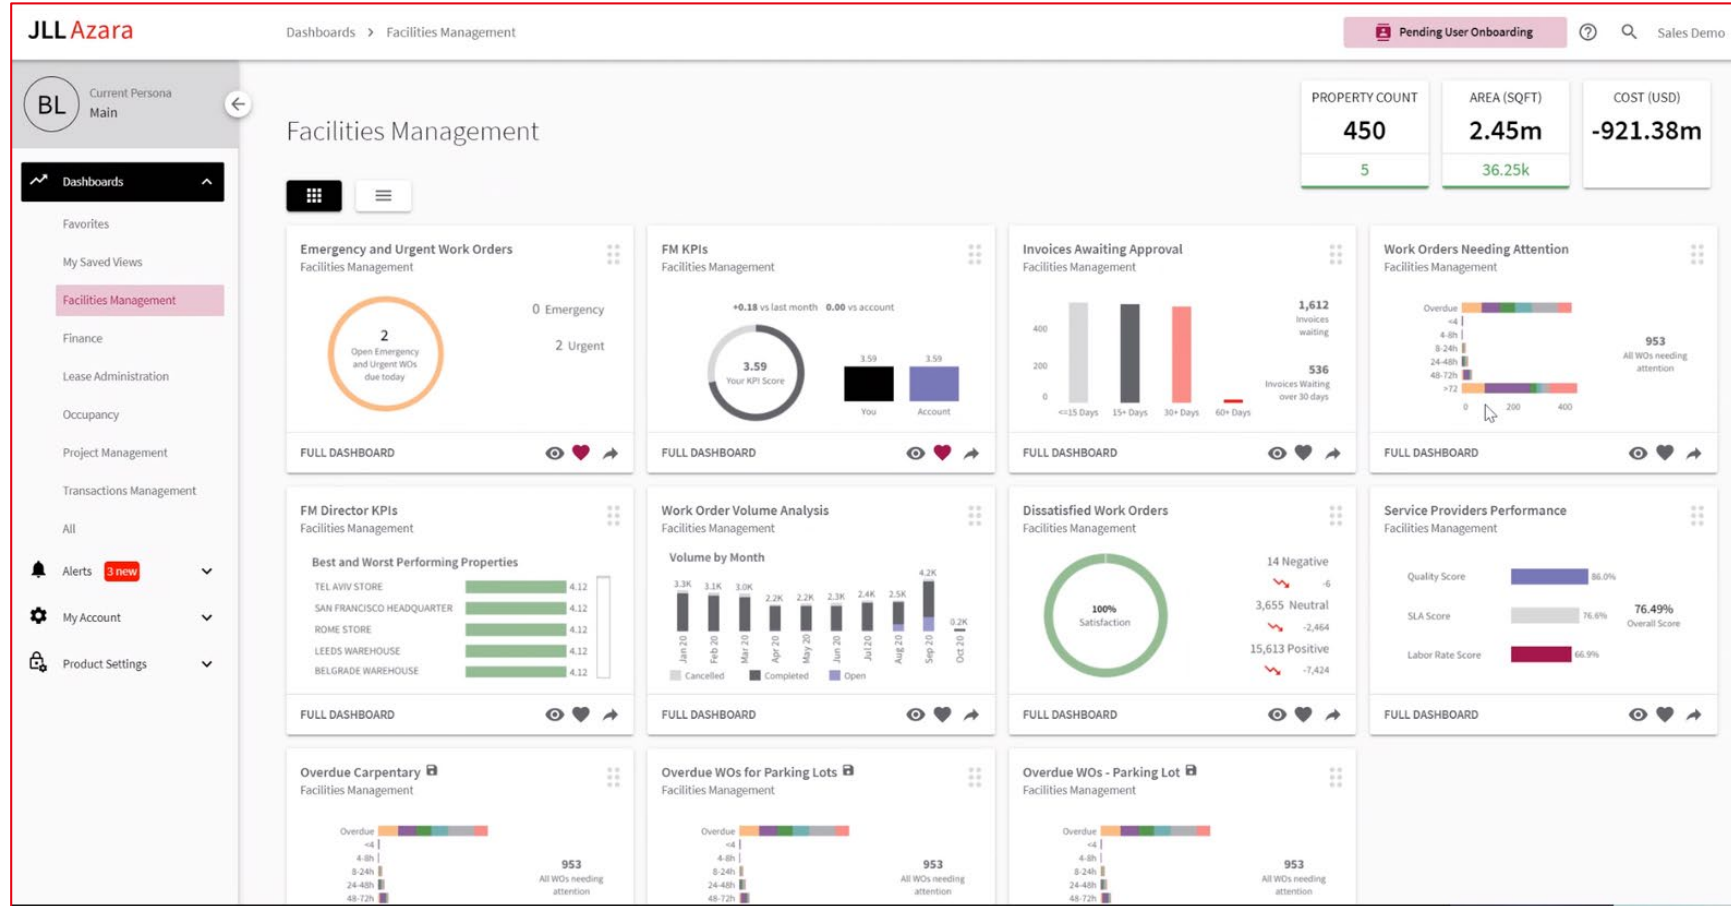 JLL Azara
Dashboards > Facilities Management
Pending User Onboarding
Sales Demo
BL
Current Persona
Main
Dashboards
Favorites
My Saved Views
Facilities Management
Finance
Lease Administration
Occupancy
Project Management
Transactions Management
All
Alerts 3 new
My Account
Product Settings
Facilities Management
PROPERTY COUNT
450
5
AREA (SQFT)
2.45m
36.25k
COST (USD)
-921.38m
Emergency and Urgent Work Orders
Facilities Management
2
Open Emergency
and Urgent WOs
due today
0 Emergency
2 Urgent
FULL DASHBOARD
FM KPIs
Facilities Management
+0.18 vs last month 0.00 vs account
3.59
Your KPI Score
3.59
3.59
You
Account
FULL DASHBOARD
Invoices Awaiting Approval
Facilities Management
400
200
0
<=15 Days
15+ Days
30+ Days
60+ Days
1,612
Invoices
waiting
536
Invoices Waiting
over 30 days
FULL DASHBOARD
Work Orders Needing Attention
Facilities Management
Overdue
<4
4-8h
8-24h
24-48h
48-72h
>72
0 200 400
953
All WOs needing
attention
FULL DASHBOARD
FM Director KPIs
Facilities Management
Best and Worst Performing Properties
TEL AVIV STORE 4.12
SAN FRANCISCO HEADQUARTER 4.12
ROME STORE 4.12
LEEDS WAREHOUSE 4.12
BELGRADE WAREHOUSE 4.12
FULL DASHBOARD
Work Order Volume Analysis
Facilities Management
Volume by Month
3.3K 3.1K 3.0K 2.2K 2.2K 2.3K 2.4K 2.5K 4.2K 0.2K
Jan 20 Feb 20 Mar 20 Apr 20 May 20 Jun 20 Jul 20 Aug 20 Sep 20 Oct 20
Cancelled Completed Open
FULL DASHBOARD
Dissatisfied Work Orders
Facilities Management
100%
Satisfaction
14 Negative
-6
3,655 Neutral
-2,464
15,613 Positive
-7,424
FULL DASHBOARD
Service Providers Performance
Facilities Management
Quality Score 86.0%
SLA Score 76.6%
Labor Rate Score 66.9%
76.49%
Overall Score
FULL DASHBOARD
Overdue Carpentary
Facilities Management
Overdue
<4
4-8h
8-24h
24-48h
48-72h
953
All WOs needing
attention
Overdue WOs for Parking Lots
Facilities Management
Overdue
<4
4-8h
8-24h
24-48h
48-72h
953
All WOs needing
attention
Overdue WOs - Parking Lot
Facilities Management
Overdue
<4
4-8h
8-24h
24-48h
48-72h
953
All WOs needing
attention